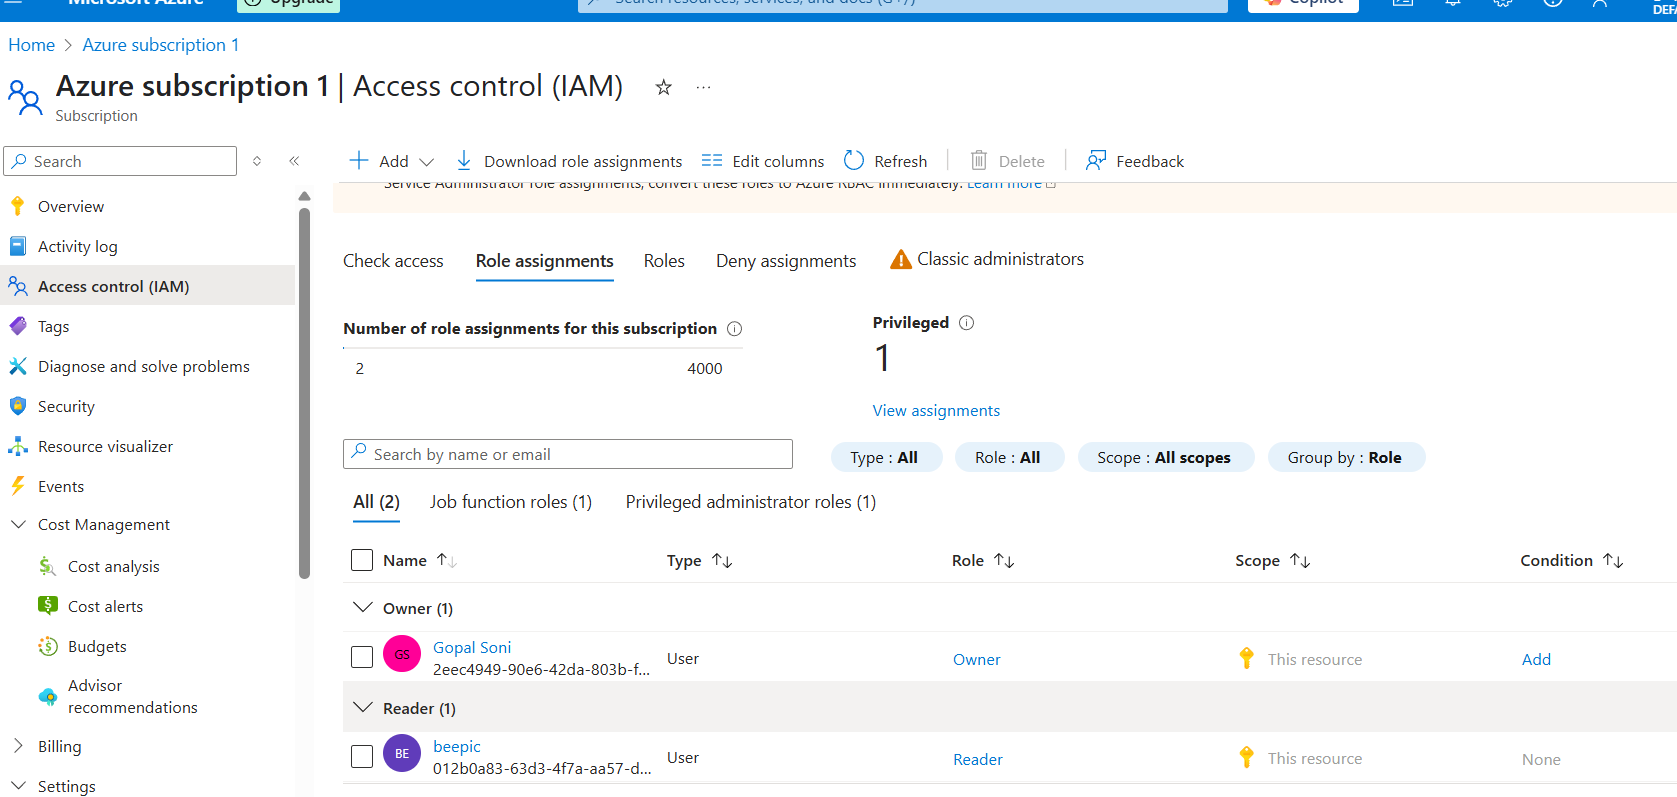 Microsoft Azure
Upgrade
Search resources, services, and docs (G+/)
Copilot
Home > Azure subscription 1
Azure subscription 1 | Access control (IAM)
Subscription
Search
Add
Download role assignments
Edit columns
Refresh
Delete
Feedback
Service Administrator role assignments, convert these roles to Azure RBAC immediately. Learn more
Overview
Activity log
Access control (IAM)
Tags
Diagnose and solve problems
Security
Resource visualizer
Events
Cost Management
Cost analysis
Cost alerts
Budgets
Advisor
recommendations
Billing
Settings
Check access
Role assignments
Roles
Deny assignments
Classic administrators
Number of role assignments for this subscription
2
4000
Privileged
1
View assignments
Search by name or email
Type : All
Role : All
Scope : All scopes
Group by : Role
All (2)
Job function roles (1)
Privileged administrator roles (1)
Name
Type
Role
Scope
Condition
Owner (1)
GS
Gopal Soni
2eec4949-90e6-42da-803b-f...
User
Owner
This resource
Add
Reader (1)
BE
beepic
012b0a83-63d3-4f7a-aa57-d...
User
Reader
This resource
None